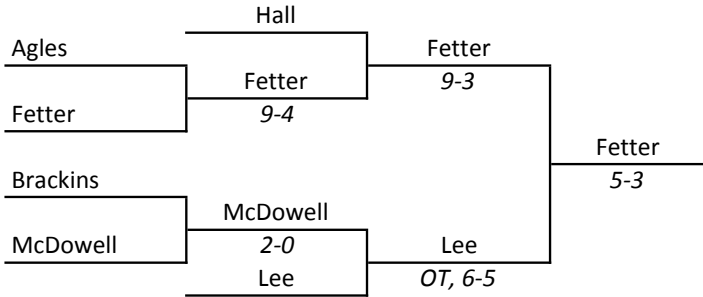 Hall
Agles
Fetter
Fetter
9-3
Fetter
9-4
Fetter
5-3
Brackins
McDowell
McDowell
2-0
Lee
Lee
OT, 6-5